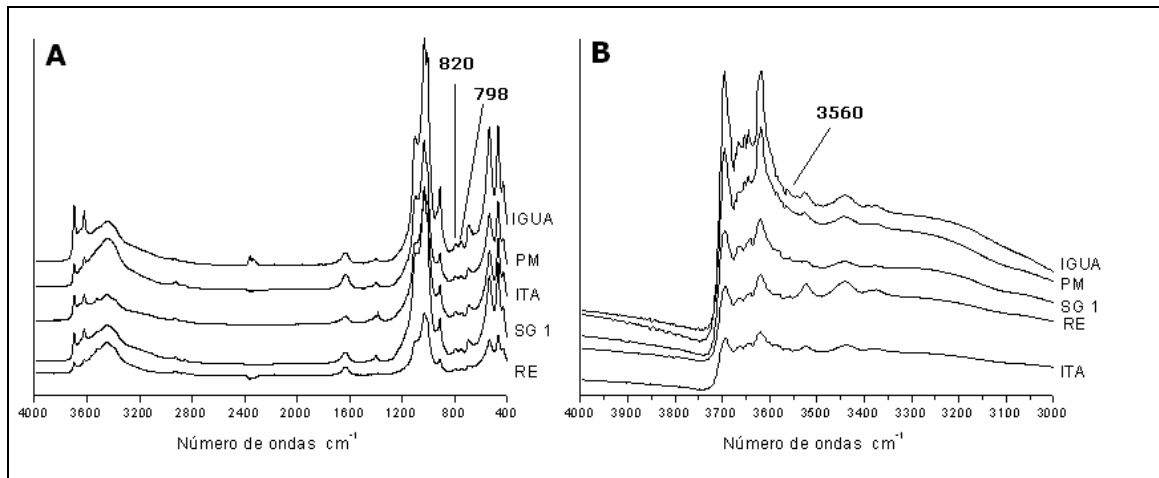 A
820
798
IGUA
PM
ITA
SG 1
RE
4000 3600 3200 2800 2400 2000 1600 1200 800 400
Número de ondas cm-1
B
3560
IGUA
PM
SG 1
RE
ITA
4000 3900 3800 3700 3600 3500 3400 3300 3200 3100 3000
Número de ondas cm-1